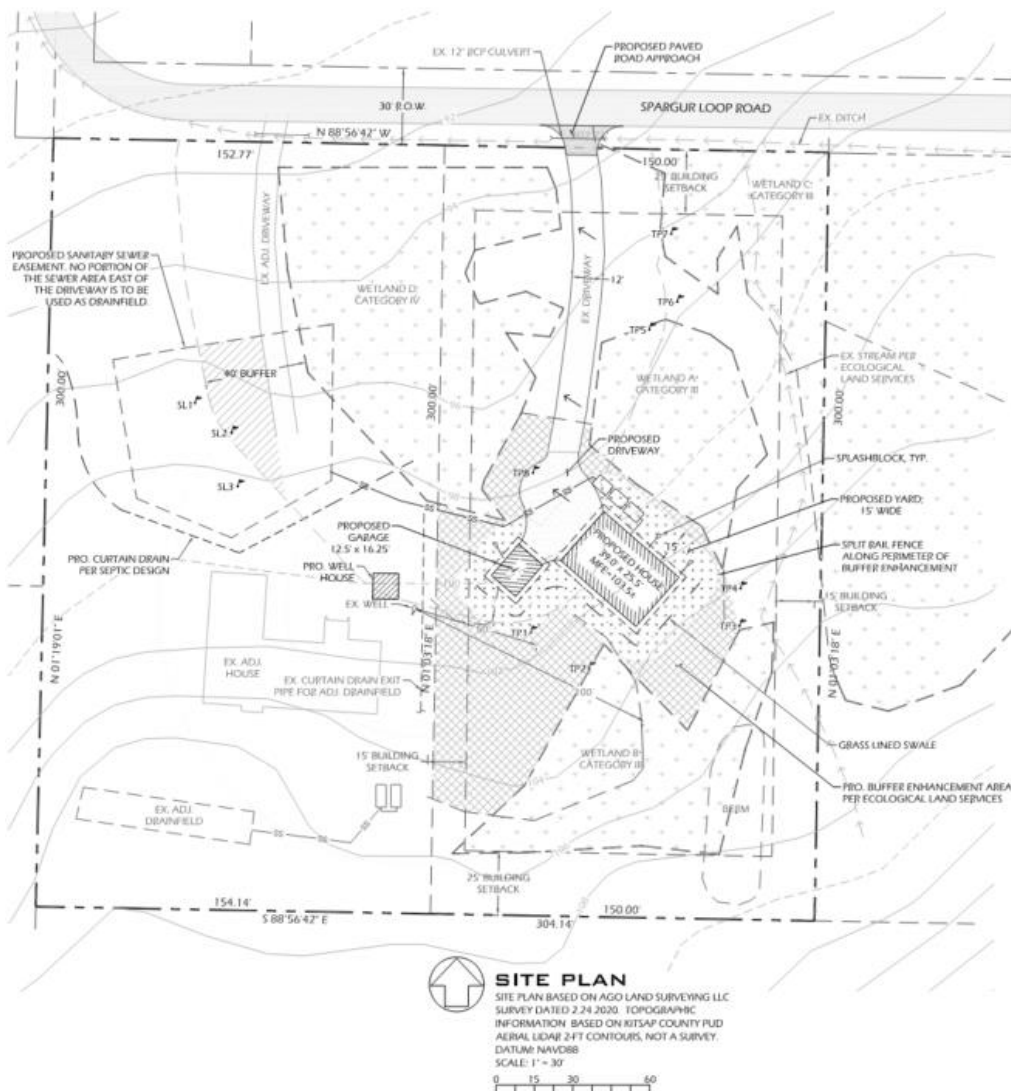 EX. 12" RCP CULVERT
PROPOSED PAVED
ROAD APPROACH
30' R.O.W.
SPARGUR LOOP ROAD
EX. DITCH
N 88°56'42" W
152.77'
150.00'
BUILDING
SETBACK
WETLAND C:
CATEGORY III
EX. ADJ. DRIVEWAY
PROPOSED SANITARY SEWER
EASEMENT. NO PORTION OF
THE SEWER AREA EAST OF
THE DRIVEWAY IS TO BE
USED AS DRAINFIELD.
WETLAND D:
CATEGORY IV
EX. DRIVEWAY
12'
TP7
TP6
TP5
40' BUFFER
300.00'
300.00'
300.00'
EX. STREAM PER
ECOLOGICAL
LAND SERVICES
WETLAND A:
CATEGORY III
SL1
SL2
SL3
PROPOSED
DRIVEWAY
SPLASHBLOCK, TYP.
TP8
PROPOSED YARD:
15' WIDE
PROPOSED
GARAGE
12.5' x 16.25'
PROPOSED HOUSE
39.0' x 25.5'
15'
SPLIT RAIL FENCE
ALONG PERIMETER OF
BUFFER ENHANCEMENT
PRO. CURTAIN DRAIN
PER SEPTIC DESIGN
PRO. WELL
HOUSE
EX. WELL
TP4
TP3
15' BUILDING
SETBACK
TP1
TP2
100'
N 01°03'18" E
N 01°03'18" E
EX. ADJ.
HOUSE
EX. CURTAIN DRAIN EXIT
PIPE FOR ADJ. DRAINFIELD
GRASS LINED SWALE
15' BUILDING
SETBACK
WETLAND B:
CATEGORY III
PRO. BUFFER ENHANCEMENT AREA
PER ECOLOGICAL LAND SERVICES
BERM
EX. ADJ.
DRAINFIELD
25' BUILDING
SETBACK
154.14'
S 88°56'42" E
150.00'
304.14'
SITE PLAN
SITE PLAN BASED ON AGO LAND SURVEYING LLC
SURVEY DATED 2.24.2020. TOPOGRAPHIC
INFORMATION BASED ON KITSAP COUNTY PUD
AERIAL LIDAR 2-FT CONTOURS, NOT A SURVEY.
DATUM: NAVD88
SCALE: 1" = 30'
0 15 30 60